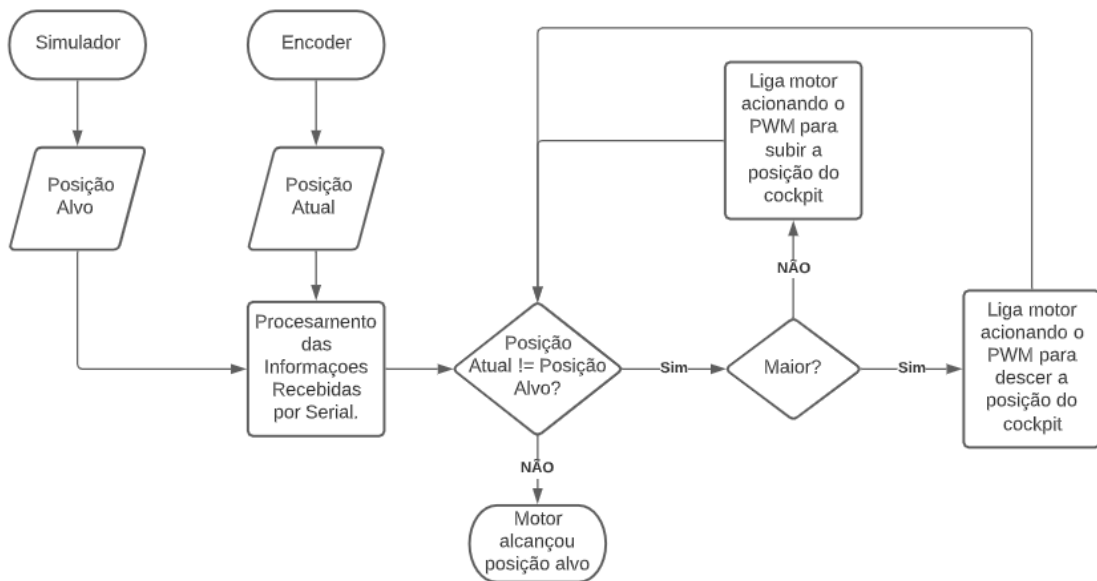 Simulador
Encoder
Posição
Alvo
Posição
Atual
Procesamento
das
Informaçoes
Recebidas
por Serial.
Posição
Atual != Posição
Alvo?
Sim
Maior?
Sim
NÃO
Liga motor
acionando o
PWM para
subir a
posição do
cockpit
Liga motor
acionando o
PWM para
descer a
posição do
cockpit
NÃO
Motor
alcançou
posição alvo